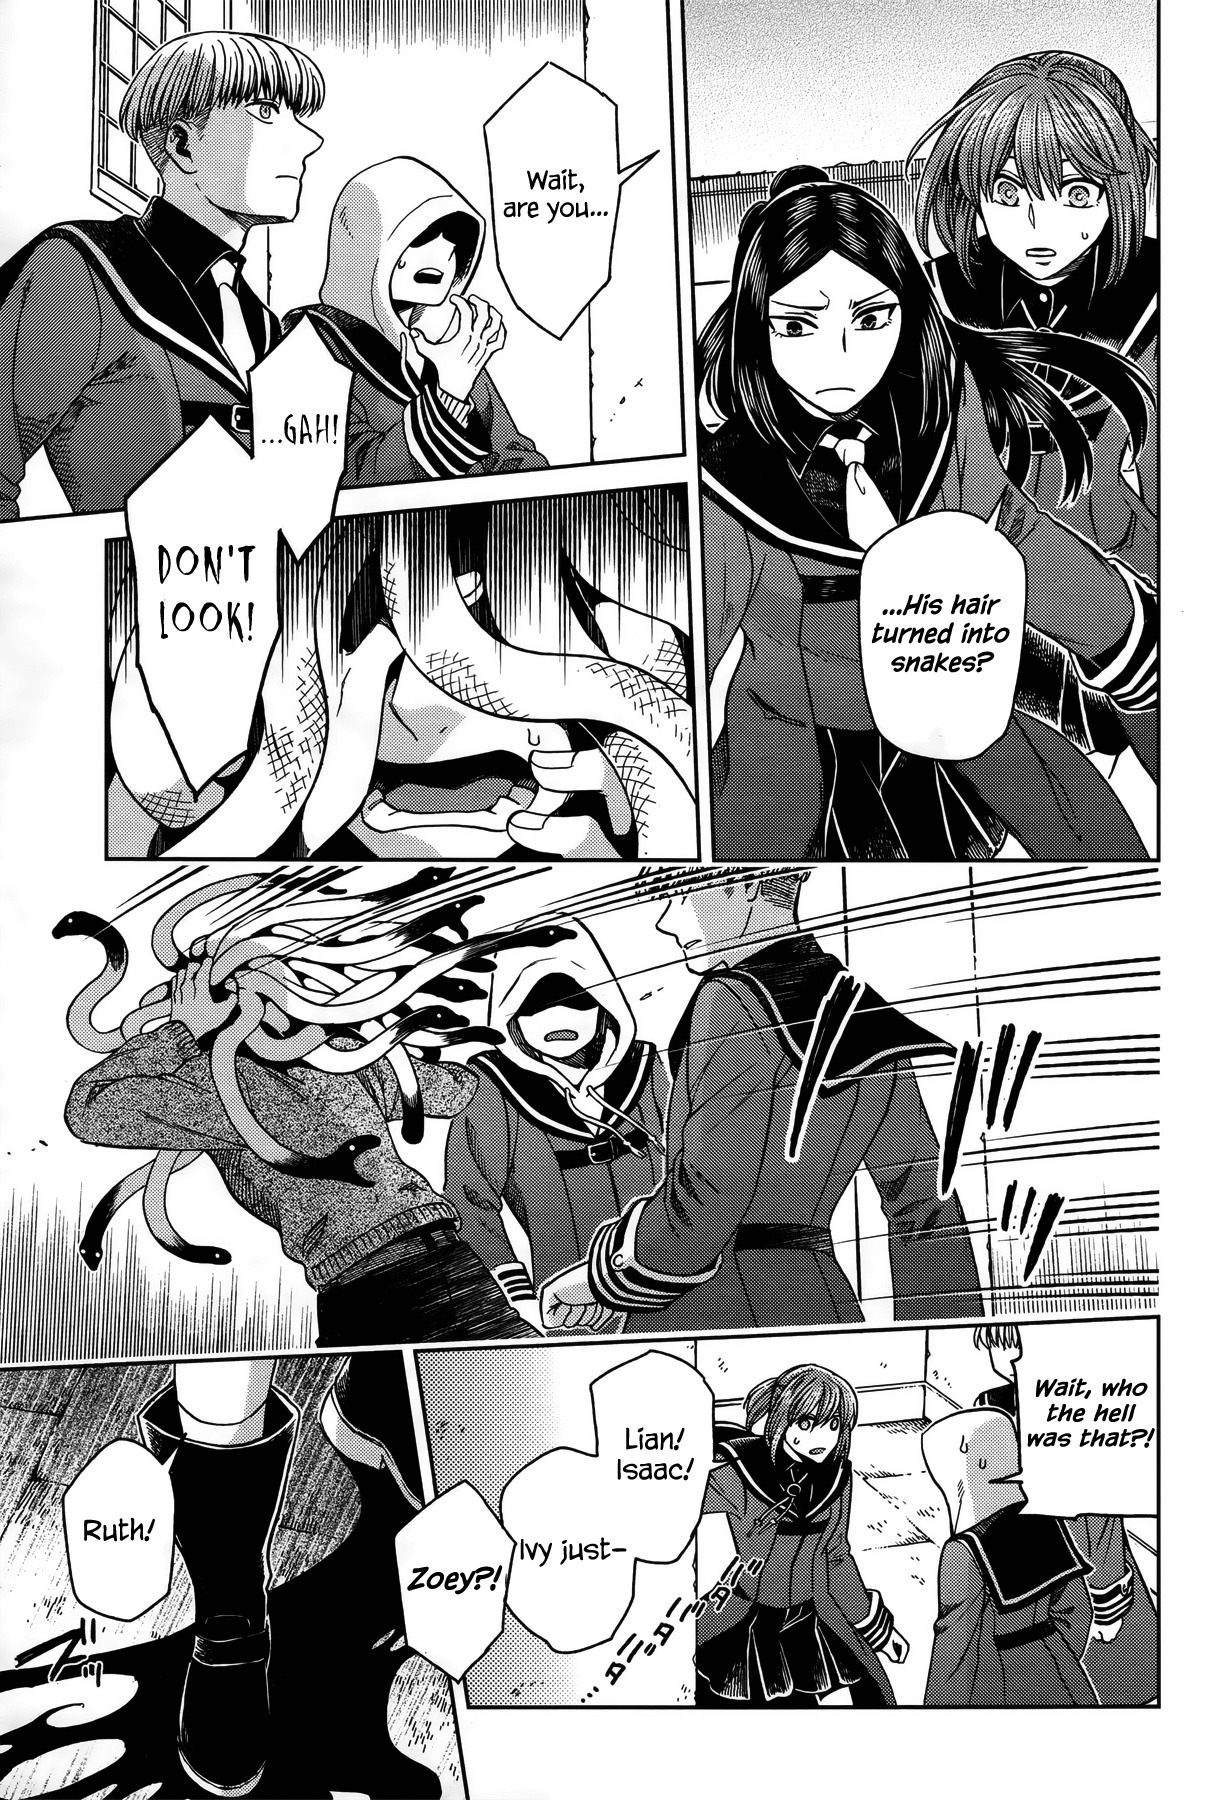 ...His hair
turned into
snakes?
Wait,
are you...
...GAH!
DON'T
LOOK!
Wait, who
the hell
was that?!
Lian!
Isaac!
Ivy just-
Zoey?!
Ruth!